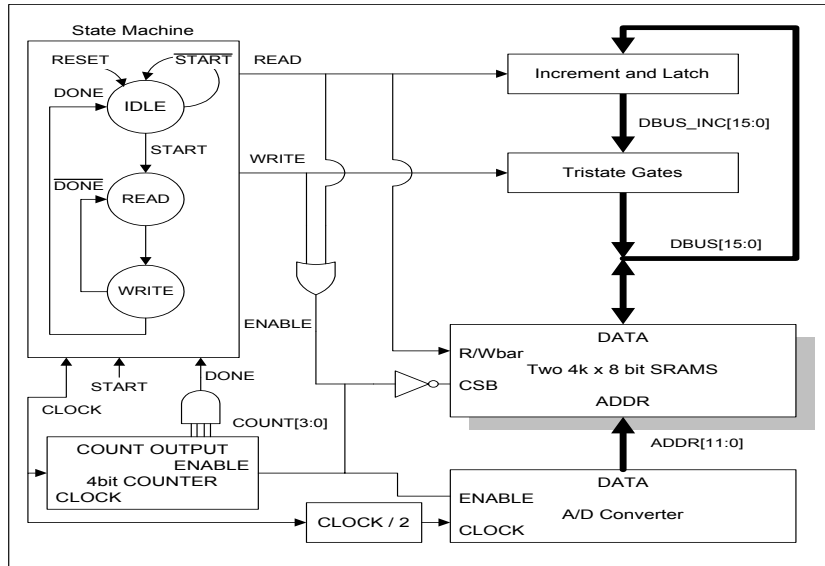 State Machine
RESET
START
READ
Increment and Latch
DONE
IDLE
DBUS_INC[15:0]
START
WRITE
DONE
READ
Tristate Gates
DBUS[15:0]
WRITE
ENABLE
DATA
R/Wbar
Two 4k x 8 bit SRAMS
CSB
ADDR
START
DONE
CLOCK
COUNT[3:0]
ADDR[11:0]
COUNT OUTPUT
ENABLE
4bit COUNTER
CLOCK
DATA
ENABLE
A/D Converter
CLOCK
CLOCK / 2